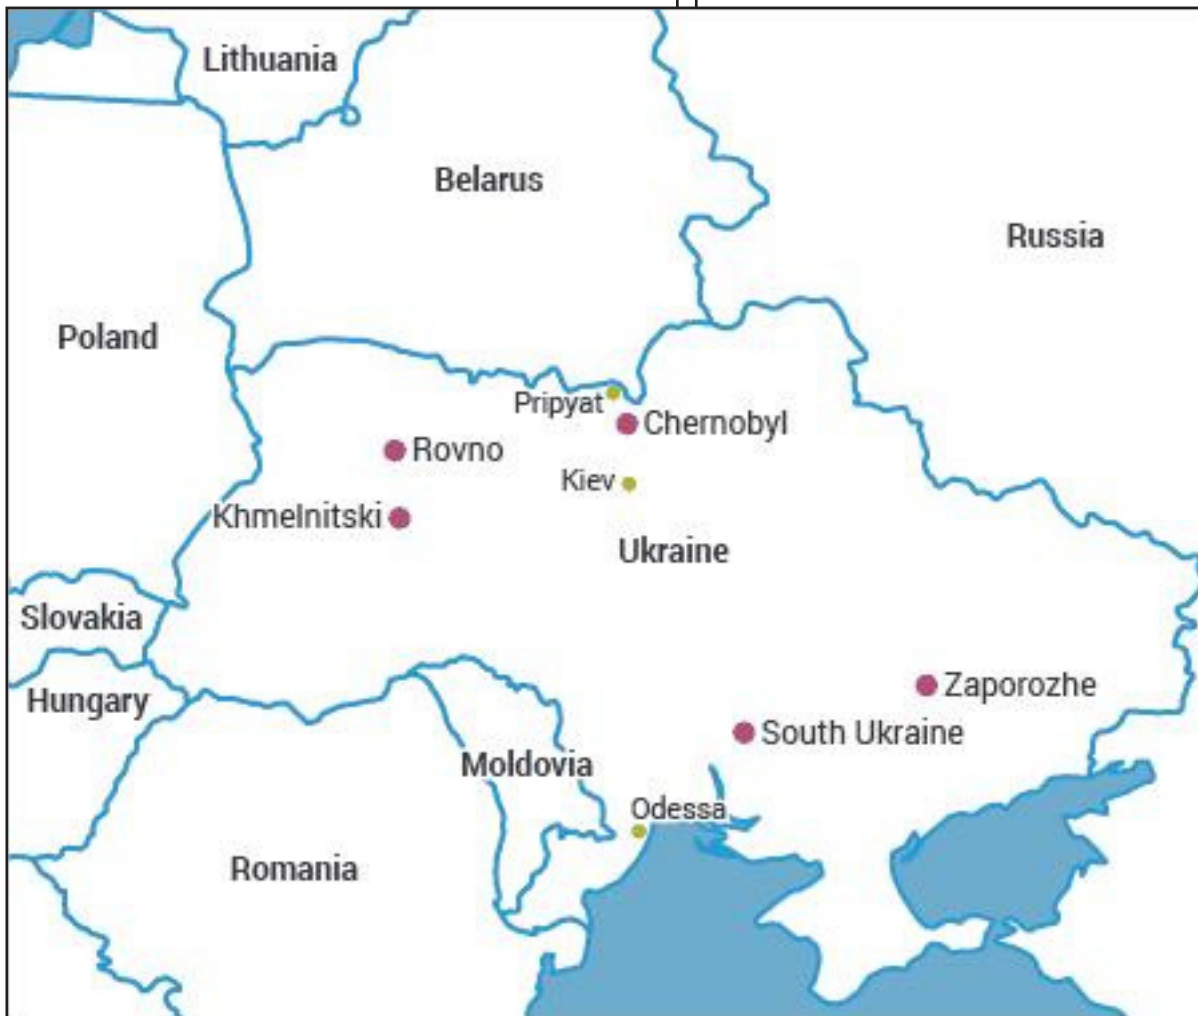 Lithuania
Belarus
Russia
Poland
Pripyat
Chernobyl
Rovno
Kiev
Khmelnitski
Ukraine
Slovakia
Zaporozhe
Hungary
South Ukraine
Moldovia
Odessa
Romania